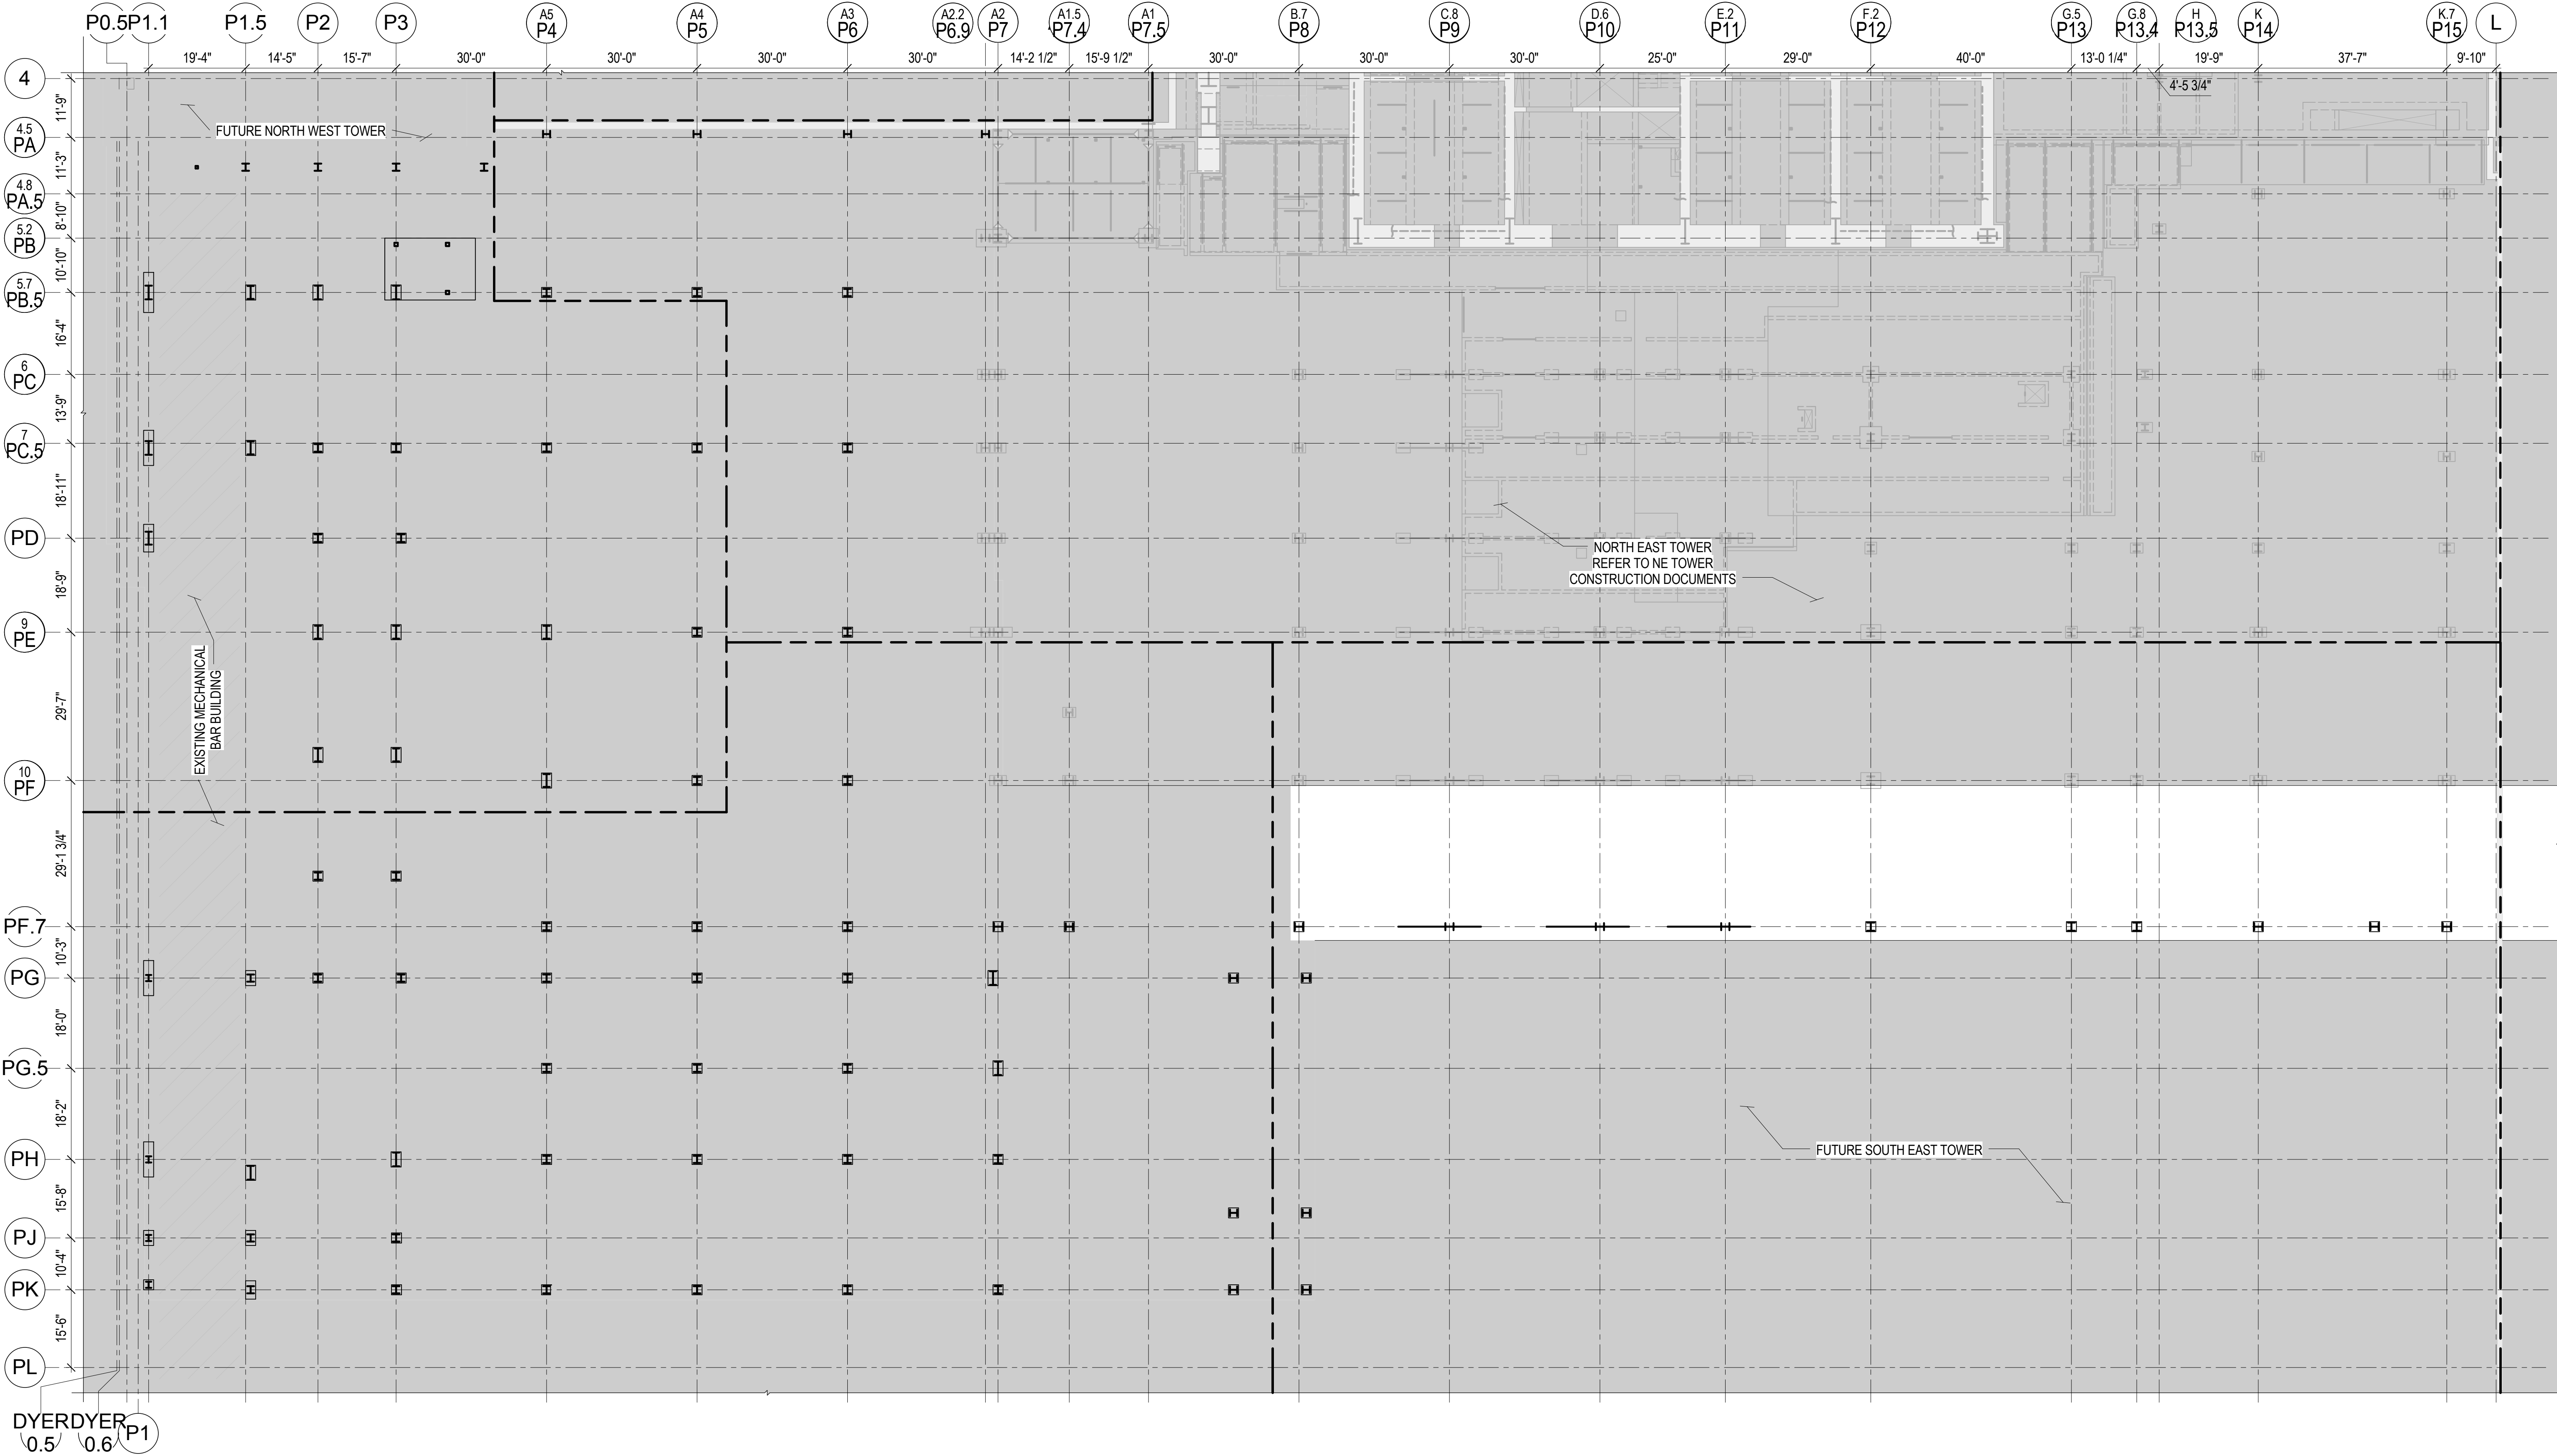 P0.5
P1.1
P1.5
P2
P3
A5
P4
A4
P5
A3
P6
A2.2
P6.9
A2
P7
A1.5
P7.4
A1
P7.5
B.7
P8
C.8
P9
D.6
P10
E.2
P11
F.2
P12
G.5
P13
G.8
P13.4
H
P13.5
K
P14
K.7
P15
L
19'-4"
14'-5"
15'-7"
30'-0"
30'-0"
30'-0"
30'-0"
14'-2 1/2"
15'-9 1/2"
30'-0"
30'-0"
30'-0"
25'-0"
29'-0"
40'-0"
13'-0 1/4"
4'-5 3/4"
19'-9"
37'-7"
9'-10"
4
11'-9"
4.5
PA
11'-3"
4.8
PA.5
8'-10"
5.2
PB
10'-10"
5.7
PB.5
16'-4"
6
PC
13'-9"
7
PC.5
18'-11"
PD
18'-9"
9
PE
29'-7"
10
PF
29'-1 3/4"
PF.7
10'-3"
PG
18'-0"
PG.5
18'-2"
PH
15'-8"
PJ
10'-4"
PK
15'-6"
PL
FUTURE NORTH WEST TOWER
NORTH EAST TOWER
REFER TO NE TOWER
CONSTRUCTION DOCUMENTS
EXISTING MECHANICAL
BAR BUILDING
FUTURE SOUTH EAST TOWER
DYER
0.5
DYER
0.6
P1